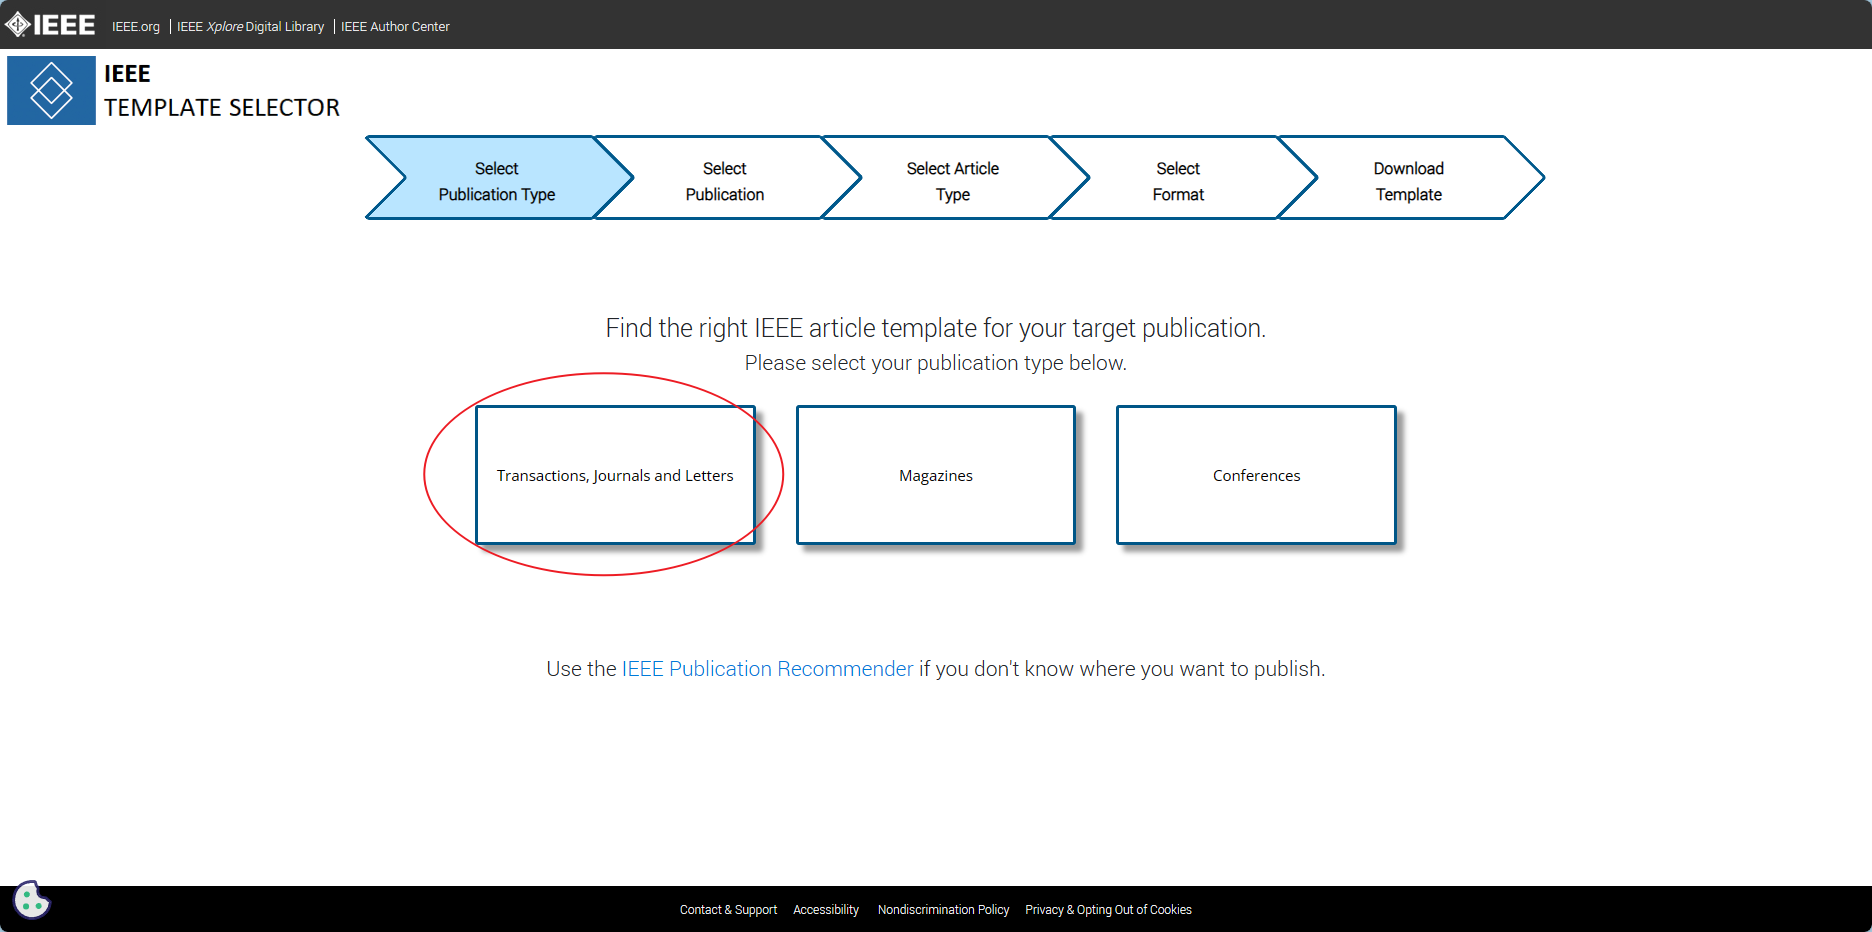 IEEE IEEE.org IEEE Xplore Digital Library IEEE Author Center
IEEE
TEMPLATE SELECTOR
Select
Publication Type
Select
Publication
Select Article
Type
Select
Format
Download
Template
Find the right IEEE article template for your target publication.
Please select your publication type below.
Transactions, Journals and Letters
Magazines
Conferences
Use the IEEE Publication Recommender if you don't know where you want to publish.
Contact & Support Accessibility Nondiscrimination Policy Privacy & Opting Out of Cookies